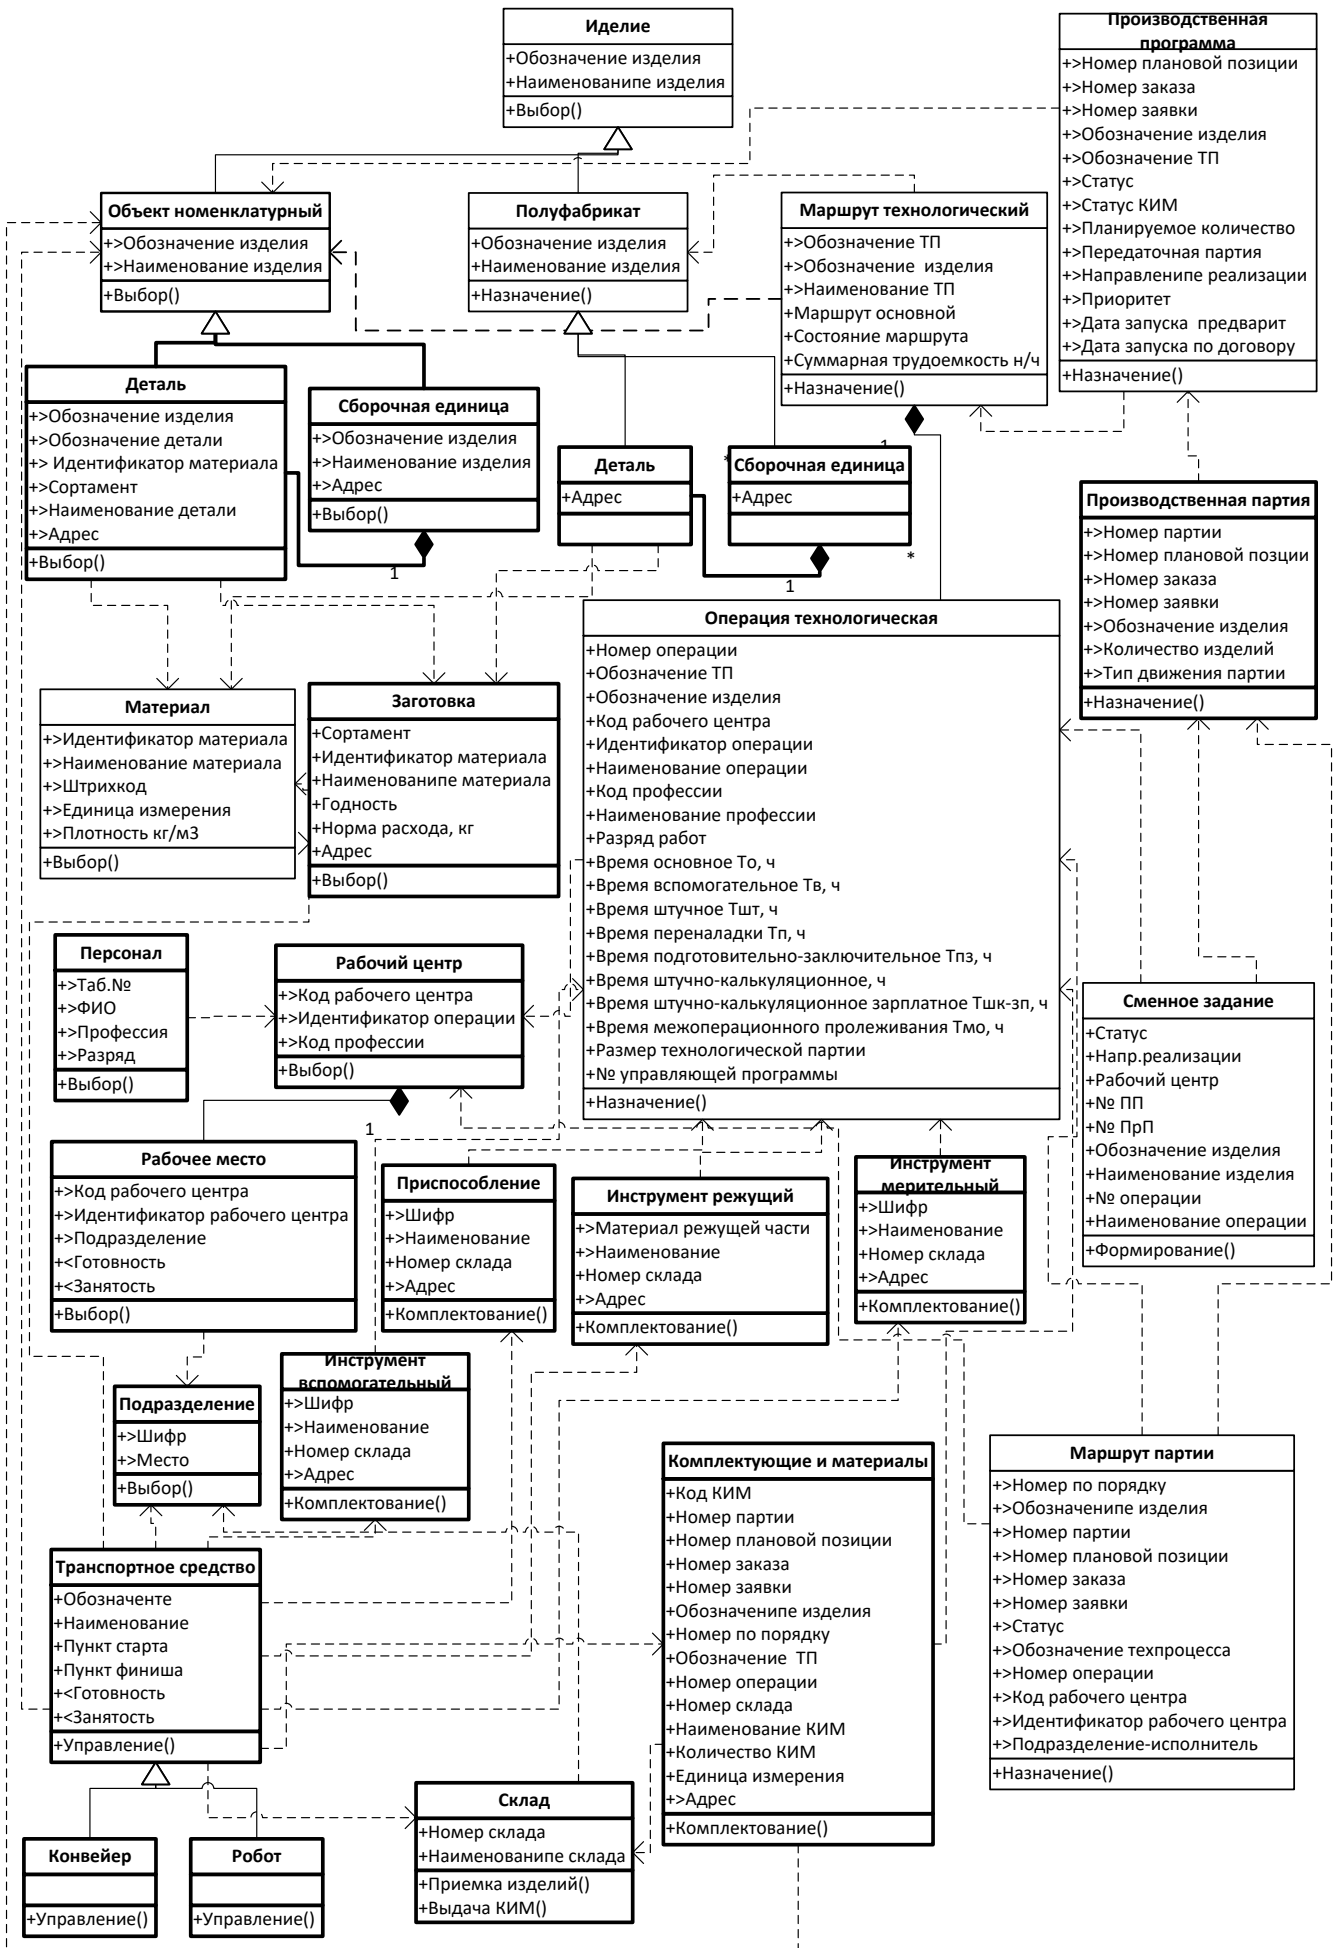 Иделие
+Обозначение изделия
+Наименованипе изделия
+Выбор()
Производственная
программа
+>Номер плановой позиции
+>Номер заказа
+>Номер заявки
+>Обозначение изделия
+>Обозначение ТП
+>Статус
+>Статус КИМ
+>Планируемое количество
+>Передаточная партия
+>Направленипе реализации
+>Приоритет
+>Дата запуска предварит
+>Дата запуска по договору
+Назначение()
Объект номенклатурный
+>Обозначение изделия
+>Наименование изделия
+Выбор()
Полуфабрикат
+Обозначение изделия
+Наименование изделия
+Назначение()
Маршрут технологический
+>Обозначение ТП
+>Обозначение изделия
+>Наименование ТП
+Маршрут основной
+Состояние маршрута
+Суммарная трудоемкость н/ч
+Назначение()
Деталь
+>Обозначение изделия
+>Обозначение детали
+> Идентификатор материала
+>Сортамент
+>Наименование детали
+>Адрес
+Выбор()
Сборочная единица
+>Обозначение изделия
+>Наименование изделия
+>Адрес
+Выбор()
1
Деталь
+Адрес
1
*
Сборочная единица
+Адрес
*
1
Производственная партия
+>Номер партии
+>Номер плановой позции
+>Номер заказа
+>Номер заявки
+>Обозначение изделия
+>Количество изделий
+>Тип движения партии
+Назначение()
Операция технологическая
+Номер операции
+Обозначение ТП
+Обозначение изделия
+Код рабочего центра
+Идентификатор операции
+Наименование операции
+Код профессии
+Наименование профессии
+Разряд работ
+Время основное То, ч
+Время вспомогательное Тв, ч
+Время штучное Тшт, ч
+Время переналадки Тп, ч
+Время подготовительно-заключительное Тпз, ч
+Время штучно-калькуляционное, ч
+Время штучно-калькуляционное зарплатное Тшк-зп, ч
+Время межоперационного пролеживания Тмо, ч
+Размер технологической партии
+№ управляющей программы
+Назначение()
Материал
+>Идентификатор материала
+>Наименование материала
+>Штрихкод
+>Единица измерения
+>Плотность кг/м3
+Выбор()
Заготовка
+Сортамент
+Идентификатор материала
+Наименованипе материала
+Годность
+Норма расхода, кг
+Адрес
+Выбор()
Персонал
+>Таб.№
+>ФИО
+>Профессия
+>Разряд
+Выбор()
Рабочий центр
+>Код рабочего центра
+>Идентификатор операции
+>Код профессии
+Выбор()
1
Сменное задание
+Статус
+Напр.реализации
+Рабочий центр
+№ ПП
+№ ПрП
+Обозначение изделия
+Наименование изделия
+№ операции
+Наименование операции
+Формирование()
Рабочее место
+>Код рабочего центра
+>Идентификатор рабочего центра
+>Подразделение
+<Готовность
+<Занятость
+Выбор()
Приспособление
+>Шифр
+>Наименование
+Номер склада
+>Адрес
+Комплектование()
Инструмент режущий
+>Материал режущей части
+>Наименование
+Номер склада
+>Адрес
+Комплектование()
Инструмент
мерительный
+>Шифр
+>Наименование
+Номер склада
+>Адрес
+Комплектование()
Инструмент
вспомогательный
+>Шифр
+>Наименование
+Номер склада
+>Адрес
+Комплектование()
Подразделение
+>Шифр
+>Место
+Выбор()
Комплектующие и материалы
+Код КИМ
+Номер партии
+Номер плановой позиции
+Номер заказа
+Номер заявки
+Обозначенипе изделия
+Номер по порядку
+Обозначение ТП
+Номер операции
+Номер склада
+Наименование КИМ
+Количество КИМ
+Единица измерения
+>Адрес
+Комплектование()
Маршрут партии
+>Номер по порядку
+>Обозначенипе изделия
+>Номер партии
+>Номер плановой позиции
+>Номер заказа
+>Номер заявки
+>Статус
+>Обозначение техпроцесса
+>Номер операции
+>Код рабочего центра
+>Идентификатор рабочего центра
+>Подразделение-исполнитель
+Назначение()
Транспортное средство
+Обозначенте
+Наименование
+Пункт старта
+Пункт финиша
+<Готовность
+<Занятость
+Управление()
Конвейер
+Управление()
Робот
+Управление()
Склад
+Номер склада
+Наименованипе склада
+Приемка изделий()
+Выдача КИМ()